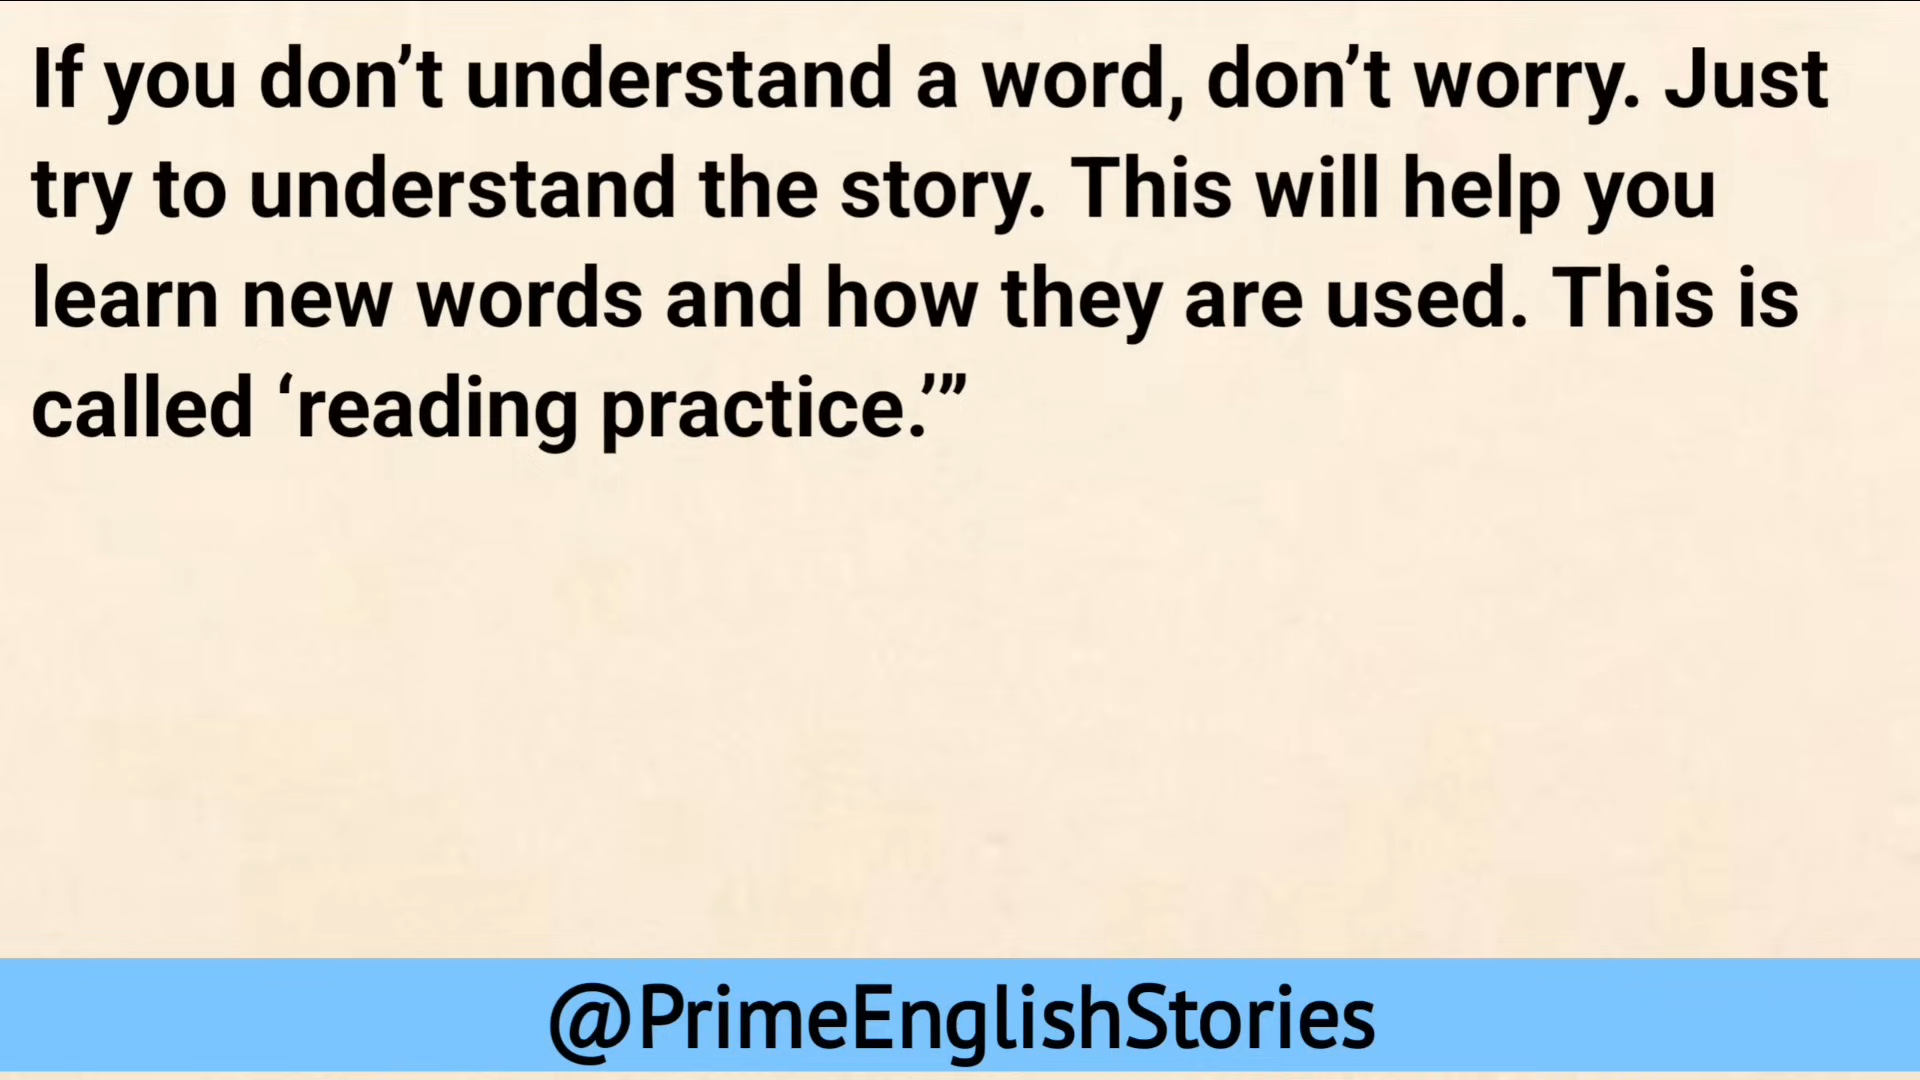 If you don’t understand a word, don’t worry. Just
try to understand the story. This will help you
learn new words and how they are used. This is
called ‘reading practice.’”
@PrimeEnglishStories